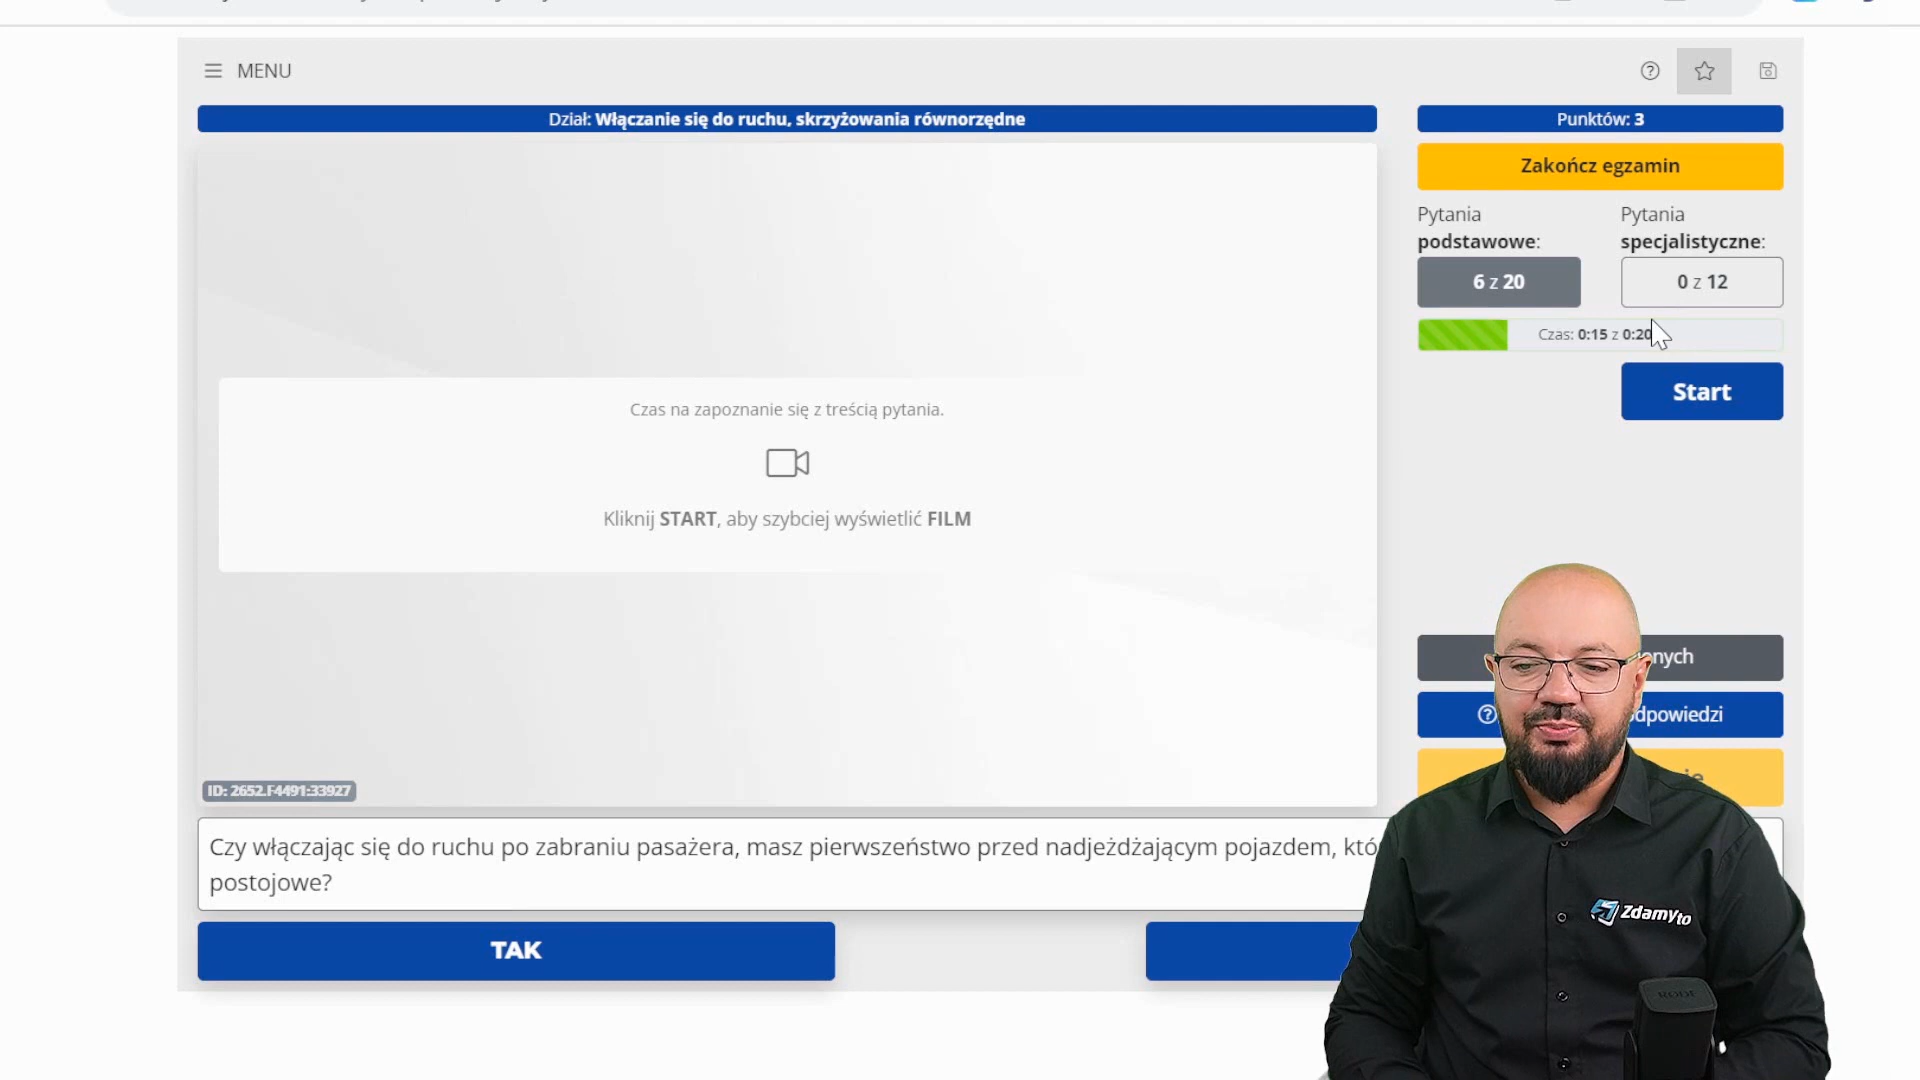 MENU
Dział: Włączanie się do ruchu, skrzyżowania równorzędne
Punktów: 3
Zakończ egzamin
Pytania podstawowe:
Pytania specjalistyczne:
6 z 20
0 z 12
Czas: 0:15 z 0:20
Start
Czas na zapoznanie się z treścią pytania.
Kliknij START, aby szybciej wyświetlić FILM
ID: 2652.F4491:33927
Czy włączając się do ruchu po zabraniu pasażera, masz pierwszeństwo przed nadjeżdżającym pojazdem,
postojowe?
TAK
Zdamyto
RODE